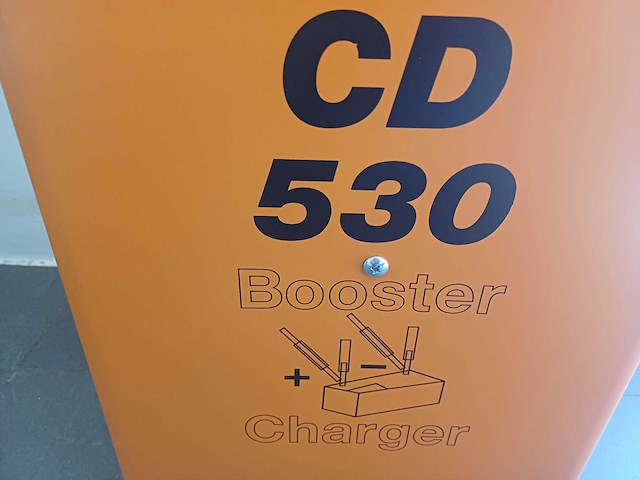 CD
530
Booster
+ −
Charger